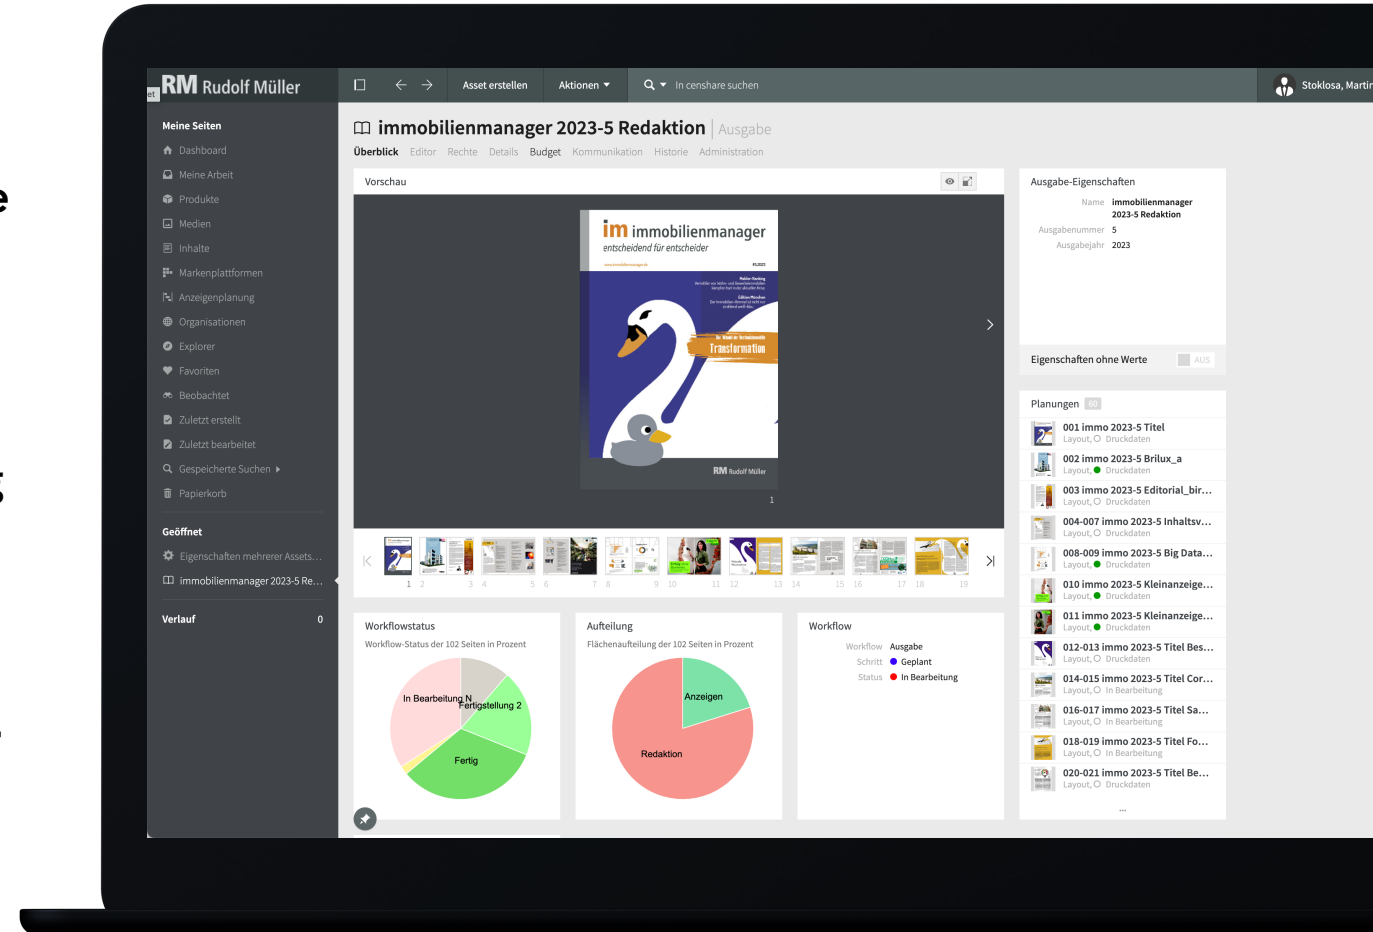 e
g
et
RM Rudolf Müller
Asset erstellen
Aktionen
In censhare suchen
Stoklosa, Martin
Meine Seiten
Dashboard
Meine Arbeit
Produkte
Medien
Inhalte
Markenplattformen
Anzeigenplanung
Organisationen
Explorer
Favoriten
Beobachtet
Zuletzt erstellt
Zuletzt bearbeitet
Gespeicherte Suchen
Papierkorb
Geöffnet
Eigenschaften mehrerer Assets...
immobilienmanager 2023-5 Re...
Verlauf 0
immobilienmanager 2023-5 Redaktion | Ausgabe
Überblick Editor Rechte Details Budget Kommunikation Historie Administration
Vorschau
im immobilienmanager
entscheidend für entscheider
www.immobilienmanager.de #5.2023
Makler-Ranking
Edition München
Transformation
RM Rudolf Müller
1
1 2 3 4 5 6 7 8 9 10 11 12 13 14 15 16 17 18 19
Workflowstatus
Workflow-Status der 102 Seiten in Prozent
In Bearbeitung N
Fertigstellung 2
Fertig
Aufteilung
Flächenaufteilung der 102 Seiten in Prozent
Anzeigen
Redaktion
Workflow
Workflow Ausgabe
Schritt Geplant
Status In Bearbeitung
Ausgabe-Eigenschaften
Name immobilienmanager
2023-5 Redaktion
Ausgabenummer 5
Ausgabejahr 2023
Eigenschaften ohne Werte AUS
Planungen 60
001 immo 2023-5 Titel
Layout, Druckdaten
002 immo 2023-5 Brilux_a
Layout, Druckdaten
003 immo 2023-5 Editorial_bir...
Layout, Druckdaten
004-007 immo 2023-5 Inhaltsv...
Layout, Druckdaten
008-009 immo 2023-5 Big Data...
Layout, Druckdaten
010 immo 2023-5 Kleinanzeige...
Layout, Druckdaten
011 immo 2023-5 Kleinanzeige...
Layout, Druckdaten
012-013 immo 2023-5 Titel Bes...
Layout, Druckdaten
014-015 immo 2023-5 Titel Cor...
Layout, In Bearbeitung
016-017 immo 2023-5 Titel Sa...
Layout, In Bearbeitung
018-019 immo 2023-5 Titel Fo...
Layout, In Bearbeitung
020-021 immo 2023-5 Titel Be...
Layout, Druckdaten
...